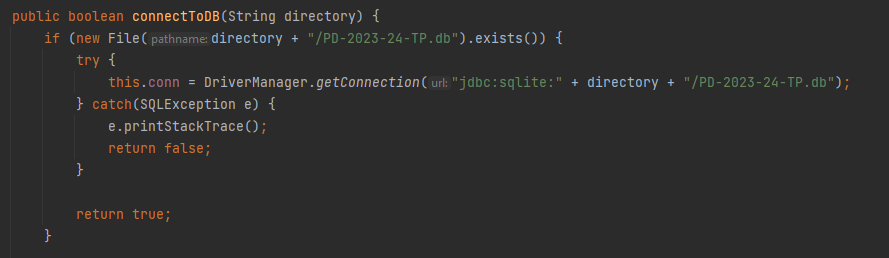 public boolean connectToDB(String directory) {
if (new File( pathname: directory + "/PD-2023-24-TP.db").exists()) {
try {
this.conn = DriverManager.getConnection( url: "jdbc:sqlite:" + directory + "/PD-2023-24-TP.db");
} catch(SQLException e) {
e.printStackTrace();
return false;
}
return true;
}